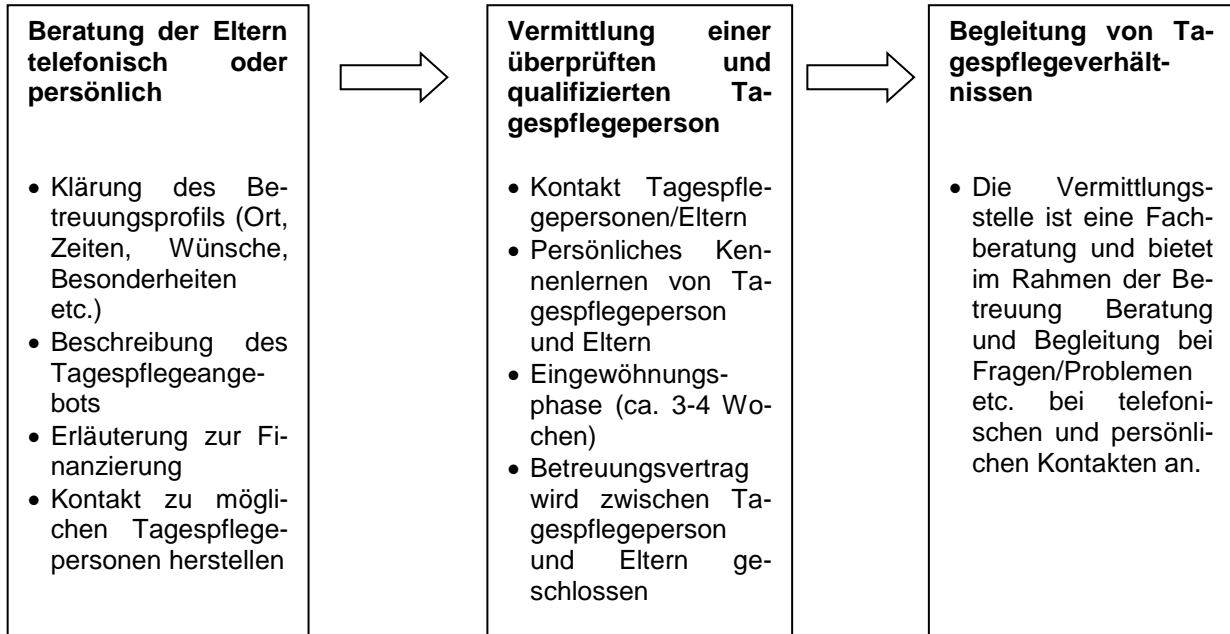 Beratung der Eltern
telefonisch oder
persönlich
• Klärung des Be-
treuungsprofils (Ort,
Zeiten, Wünsche,
Besonderheiten
etc.)
• Beschreibung des
Tagespflegeange-
bots
• Erläuterung zur Fi-
nanzierung
• Kontakt zu mögli-
chen Tagespflege-
personen herstellen
Vermittlung einer
überprüften und
qualifizierten Ta-
gespflegeperson
• Kontakt Tagespfle-
gepersonen/Eltern
• Persönliches Ken-
nenlernen von Ta-
gespflegeperson
und Eltern
• Eingewöhnungs-
phase (ca. 3-4 Wo-
chen)
• Betreuungsvertrag
wird zwischen Ta-
gespflegeperson
und Eltern ge-
schlossen
Begleitung von Ta-
gespflegeverhält-
nissen
• Die Vermittlungs-
stelle ist eine Fach-
beratung und bietet
im Rahmen der Be-
treuung Beratung
und Begleitung bei
Fragen/Problemen
etc. bei telefoni-
schen und persönli-
chen Kontakten an.